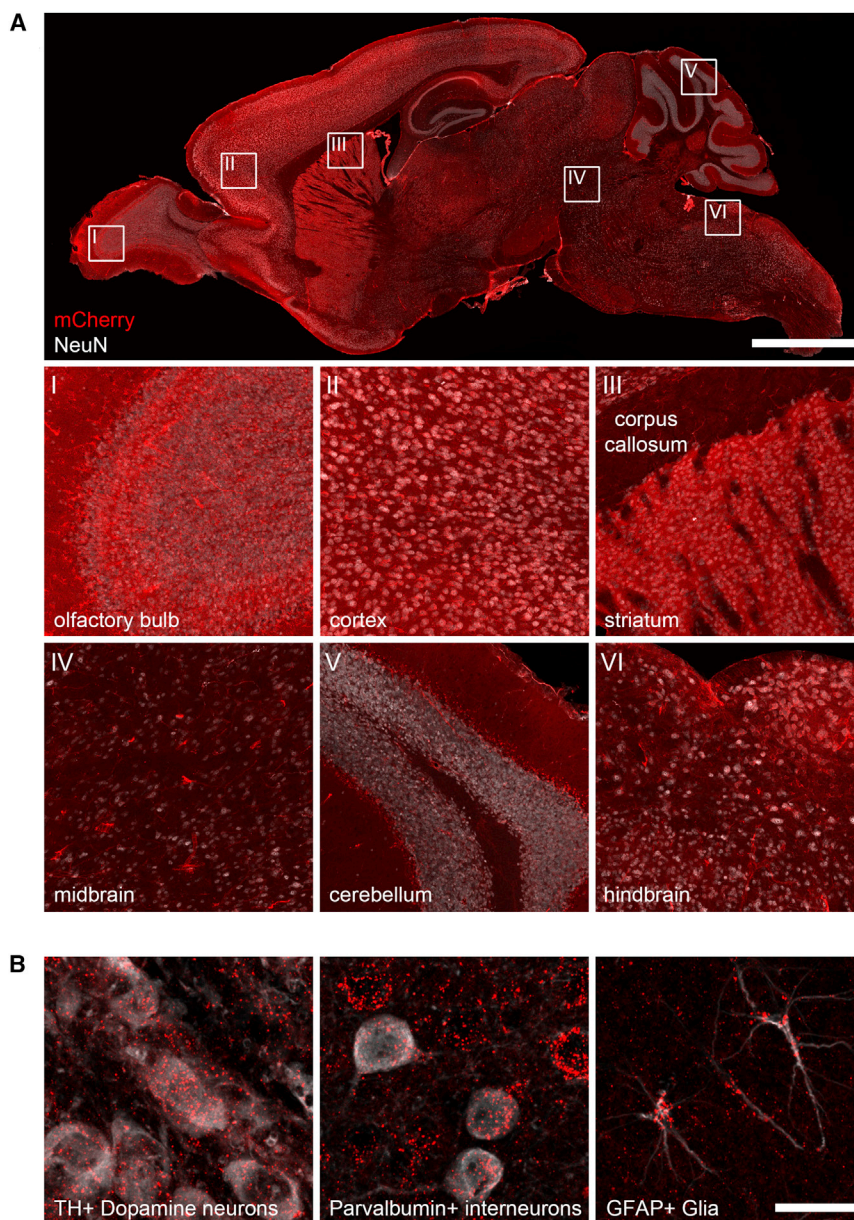 A
I
II
III
IV
V
VI
mCherry
NeuN
I
olfactory bulb
II
cortex
III
corpus
callosum
striatum
IV
midbrain
V
cerebellum
VI
hindbrain
B
TH+ Dopamine neurons
Parvalbumin+ interneurons
GFAP+ Glia